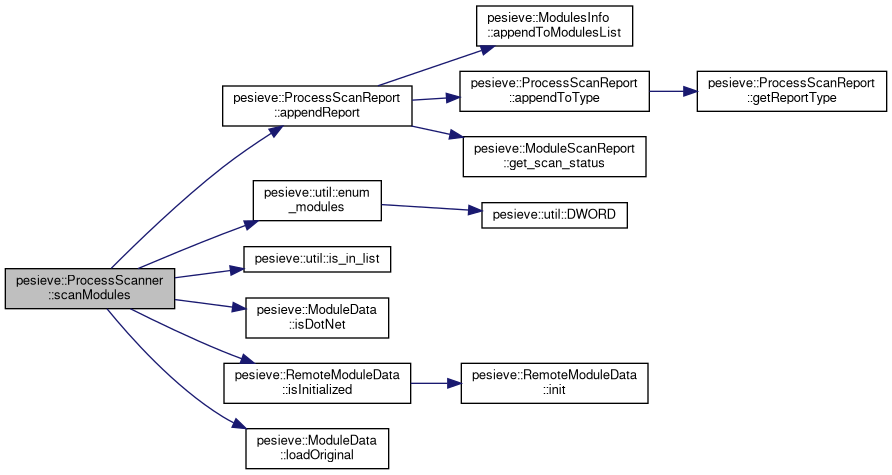 pesieve::ModulesInfo
::appendToModulesList
pesieve::ProcessScanReport
::appendToType
pesieve::ProcessScanReport
::getReportType
pesieve::ProcessScanReport
::appendReport
pesieve::ModuleScanReport
::get_scan_status
pesieve::util::enum
_modules
pesieve::util::DWORD
pesieve::util::is_in_list
pesieve::ProcessScanner
::scanModules
pesieve::ModuleData
::isDotNet
pesieve::RemoteModuleData
::isInitialized
pesieve::RemoteModuleData
::init
pesieve::ModuleData
::loadOriginal